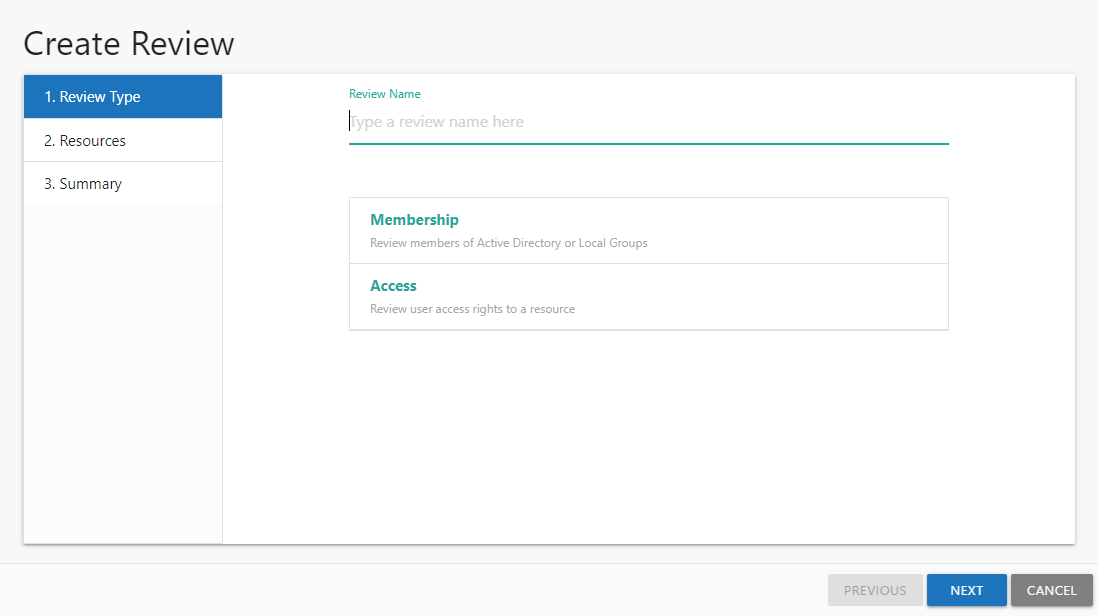 Create Review
1. Review Type
2. Resources
3. Summary
Review Name
Type a review name here
Membership
Review members of Active Directory or Local Groups
Access
Review user access rights to a resource
PREVIOUS
NEXT
CANCEL